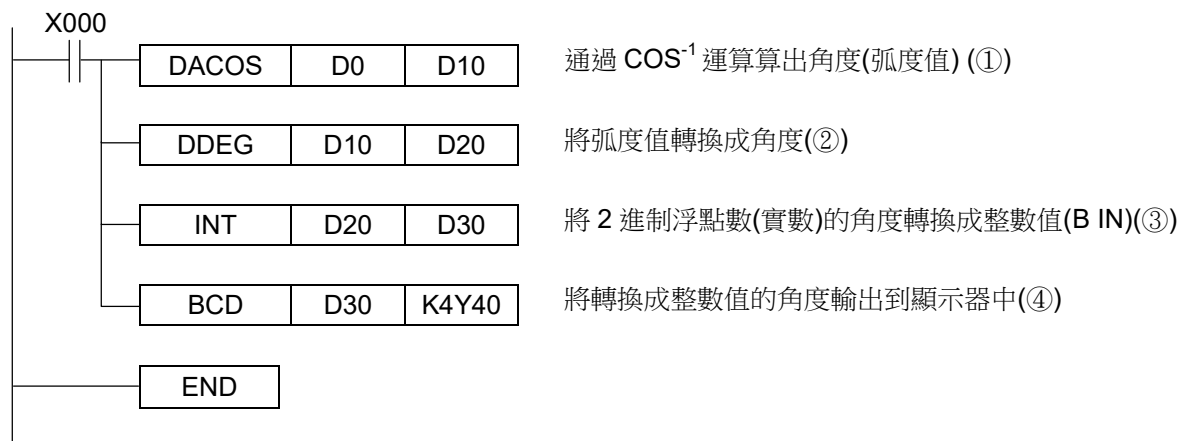 X000
DACOS D0 D10 通過 COS-1 運算算出角度(弧度值) (①)
DDEG D10 D20 將弧度值轉換成角度(②)
INT D20 D30 將 2 進制浮點數(實數)的角度轉換成整數值(B IN)(③)
BCD D30 K4Y40 將轉換成整數值的角度輸出到顯示器中(④)
END